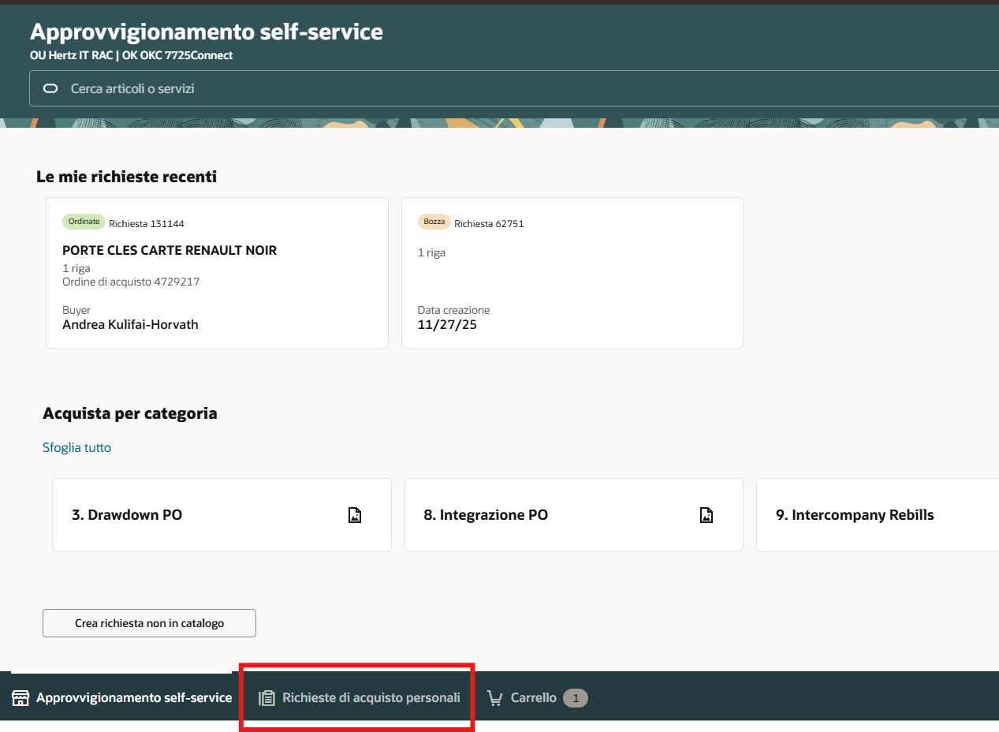 Approvvigionamento self-service
OU Hertz IT RAC | OK OKC 7725Connect
Cerca articoli o servizi
Le mie richieste recenti
Ordinate Richiesta 131144
PORTE CLES CARTE RENAULT NOIR
1 riga
Ordine di acquisto 4729217
Buyer
Andrea Kulifai-Horvath
Bozza Richiesta 62751
1 riga
Data creazione
11/27/25
Acquista per categoria
Sfoglia tutto
3. Drawdown PO
8. Integrazione PO
9. Intercompany Rebills
Crea richiesta non in catalogo
Approvvigionamento self-service
Richieste di acquisto personali
Carrello 1